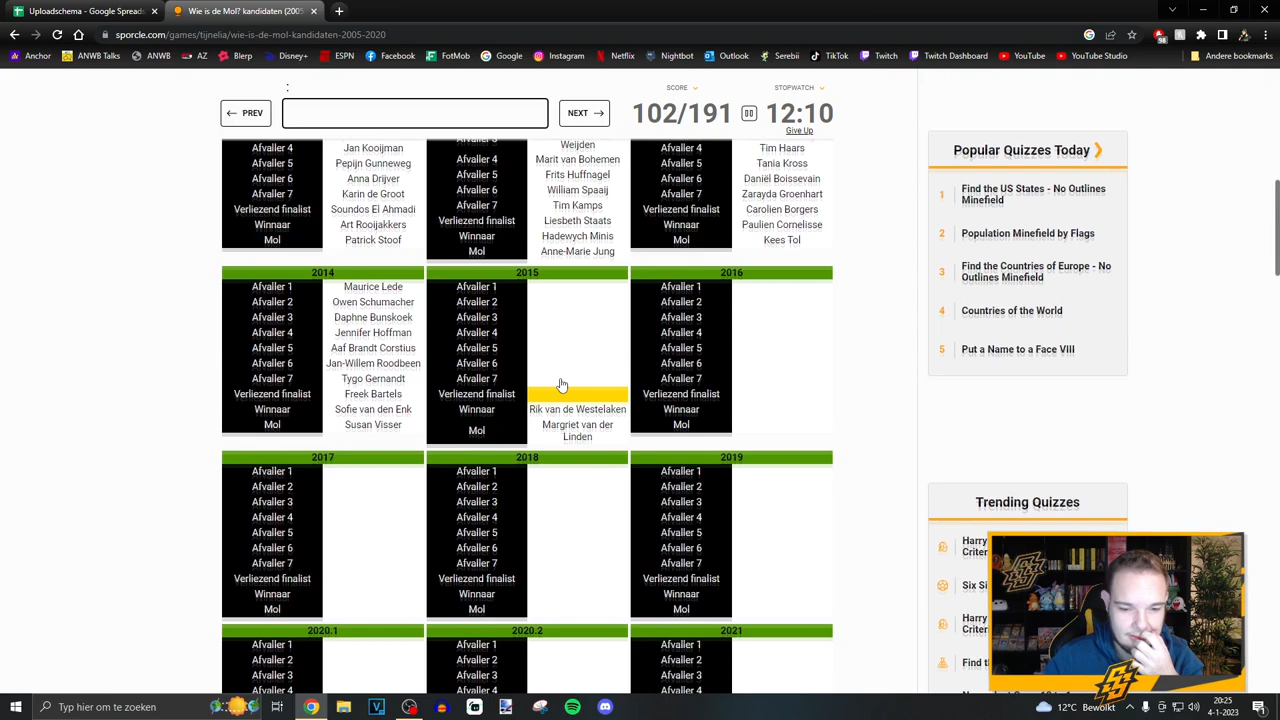 Uploadschema - Google Spreads
Wie is de Mol? kandidaten (2005-
sporcle.com/games/tijnelia/wie-is-de-mol-kandidaten-2005-2020
Anchor ANWB Talks ANWB AZ Blerp Disney+ ESPN Facebook FotMob Google Instagram Netflix Nightbot Outlook Serebii TikTok Twitch Twitch Dashboard YouTube YouTube Studio Andere bookmarks
:
SCORE STOPWATCH
← PREV NEXT → 102/191 12:10
Give Up
Weijden
Afvaller 4 Jan Kooijman Afvaller 4 Marit van Bohemen Afvaller 4 Tim Haars
Afvaller 5 Pepijn Gunneweg Afvaller 5 Frits Huffnagel Afvaller 5 Tania Kross
Afvaller 6 Anna Drijver Afvaller 6 William Spaaij Afvaller 6 Daniël Boissevain
Afvaller 7 Karin de Groot Afvaller 7 Tim Kamps Afvaller 7 Zarayda Groenhart
Verliezend finalist Soundos El Ahmadi Verliezend finalist Liesbeth Staats Verliezend finalist Carolien Borgers
Winnaar Art Rooijakkers Winnaar Hadewych Minis Winnaar Paulien Cornelisse
Mol Patrick Stoof Mol Anne-Marie Jung Mol Kees Tol
2014 2015 2016
Afvaller 1 Maurice Lede Afvaller 1 Afvaller 1
Afvaller 2 Owen Schumacher Afvaller 2 Afvaller 2
Afvaller 3 Daphne Bunskoek Afvaller 3 Afvaller 3
Afvaller 4 Jennifer Hoffman Afvaller 4 Afvaller 4
Afvaller 5 Aaf Brandt Corstius Afvaller 5 Afvaller 5
Afvaller 6 Jan-Willem Roodbeen Afvaller 6 Afvaller 6
Afvaller 7 Tygo Gernandt Afvaller 7 Afvaller 7
Verliezend finalist Freek Bartels Verliezend finalist Verliezend finalist
Winnaar Sofie van den Enk Winnaar Rik van de Westelaken Winnaar
Mol Susan Visser Mol Margriet van der Mol
Linden
2017 2018 2019
Afvaller 1 Afvaller 1 Afvaller 1
Afvaller 2 Afvaller 2 Afvaller 2
Afvaller 3 Afvaller 3 Afvaller 3
Afvaller 4 Afvaller 4 Afvaller 4
Afvaller 5 Afvaller 5 Afvaller 5
Afvaller 6 Afvaller 6 Afvaller 6
Afvaller 7 Afvaller 7 Afvaller 7
Verliezend finalist Verliezend finalist Verliezend finalist
Winnaar Winnaar Winnaar
Mol Mol Mol
2020.1 2020.2 2021
Afvaller 1 Afvaller 1 Afvaller 1
Afvaller 2 Afvaller 2 Afvaller 2
Afvaller 3 Afvaller 3 Afvaller 3
Afvaller 4 Afvaller 4 Afvaller 4
Popular Quizzes Today ❯
1 Find the US States - No Outlines
Minefield
2 Population Minefield by Flags
3 Find the Countries of Europe - No
Outlines Minefield
4 Countries of the World
5 Put a Name to a Face VIII
Trending Quizzes
Harry
Criter
Six Si
Harry
Criter
Find t
Typ hier om te zoeken
12°C Bewolkt
20:25
4-1-2023